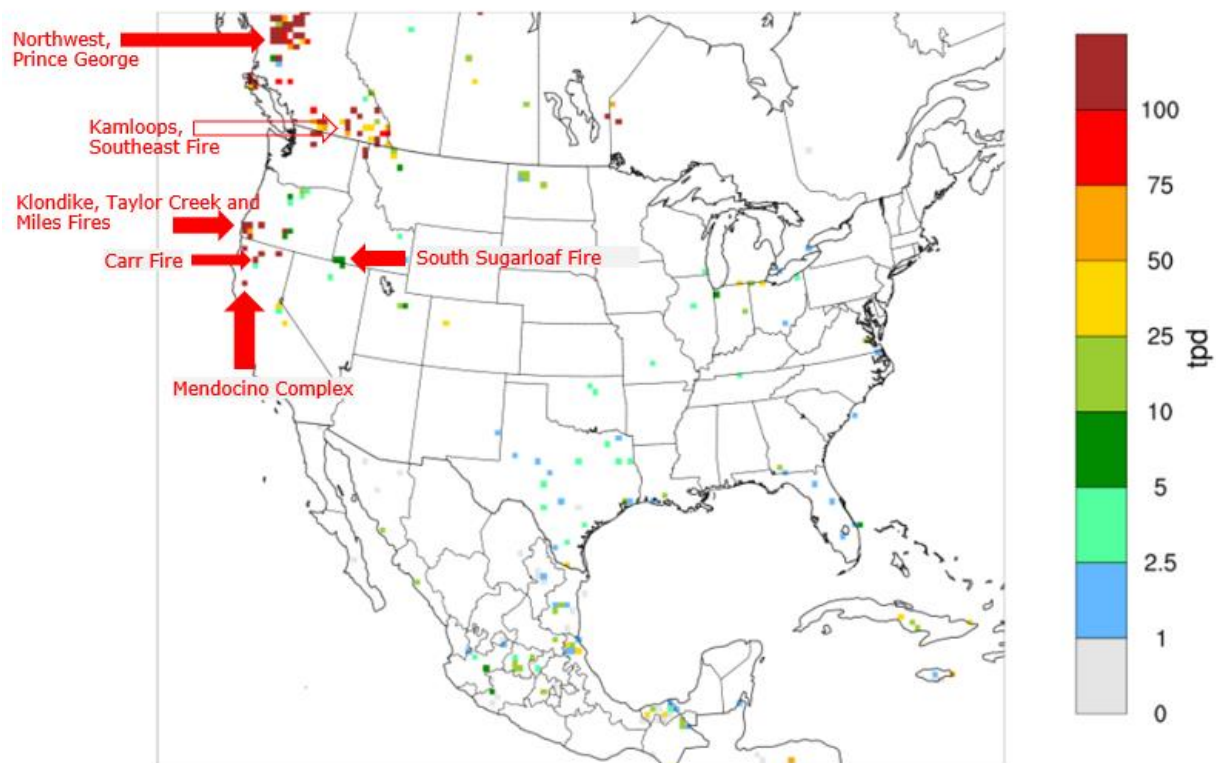 Northwest,
Prince George
Kamloops,
Southeast Fire
Klondike, Taylor Creek and
Miles Fires
Carr Fire
South Sugarloaf Fire
Mendocino Complex
100
75
50
25
10
5
2.5
1
0
tpd